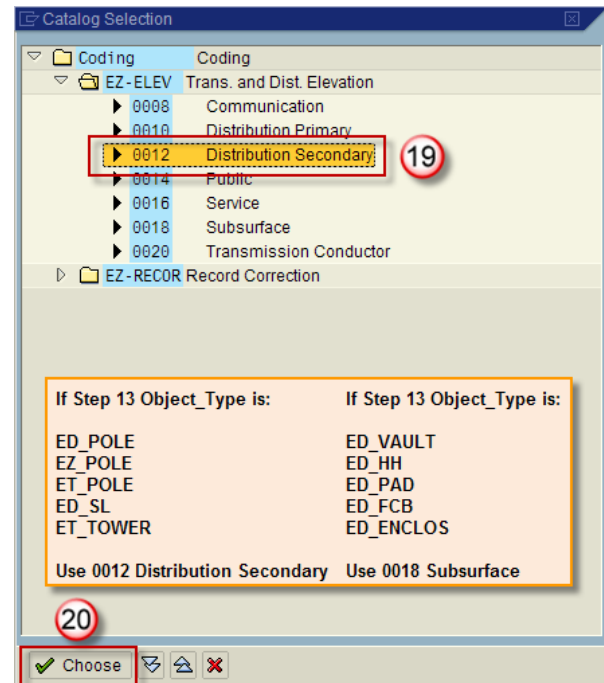 Catalog Selection
Coding Coding
EZ-ELEV Trans. and Dist. Elevation
0008 Communication
0010 Distribution Primary
0012 Distribution Secondary
19
0014 Public
0016 Service
0018 Subsurface
0020 Transmission Conductor
EZ-RECOR Record Correction
If Step 13 Object_Type is: If Step 13 Object_Type is:
ED_POLE ED_VAULT
EZ_POLE ED_HH
ET_POLE ED_PAD
ED_SL ED_FCB
ET_TOWER ED_ENCLOS
Use 0012 Distribution Secondary Use 0018 Subsurface
20
Choose